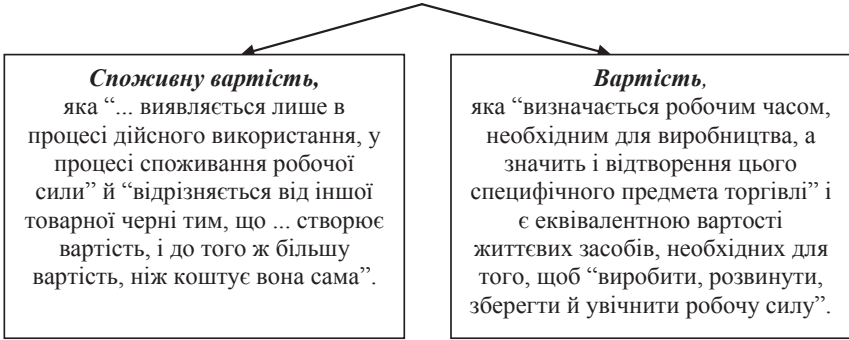 Споживну вартість,
яка “... виявляється лише в
процесі дійсного використання, у
процесі споживання робочої
сили” й “відрізняється від іншої
товарної черні тим, що ... створює
вартість, і до того ж більшу
вартість, ніж коштує вона сама”.
Вартість,
яка “визначається робочим часом,
необхідним для виробництва, а
значить і відтворення цього
специфічного предмета торгівлі” і
є еквівалентною вартості
життєвих засобів, необхідних для
того, щоб “виробити, розвинути,
зберегти й увічнити робочу силу”.